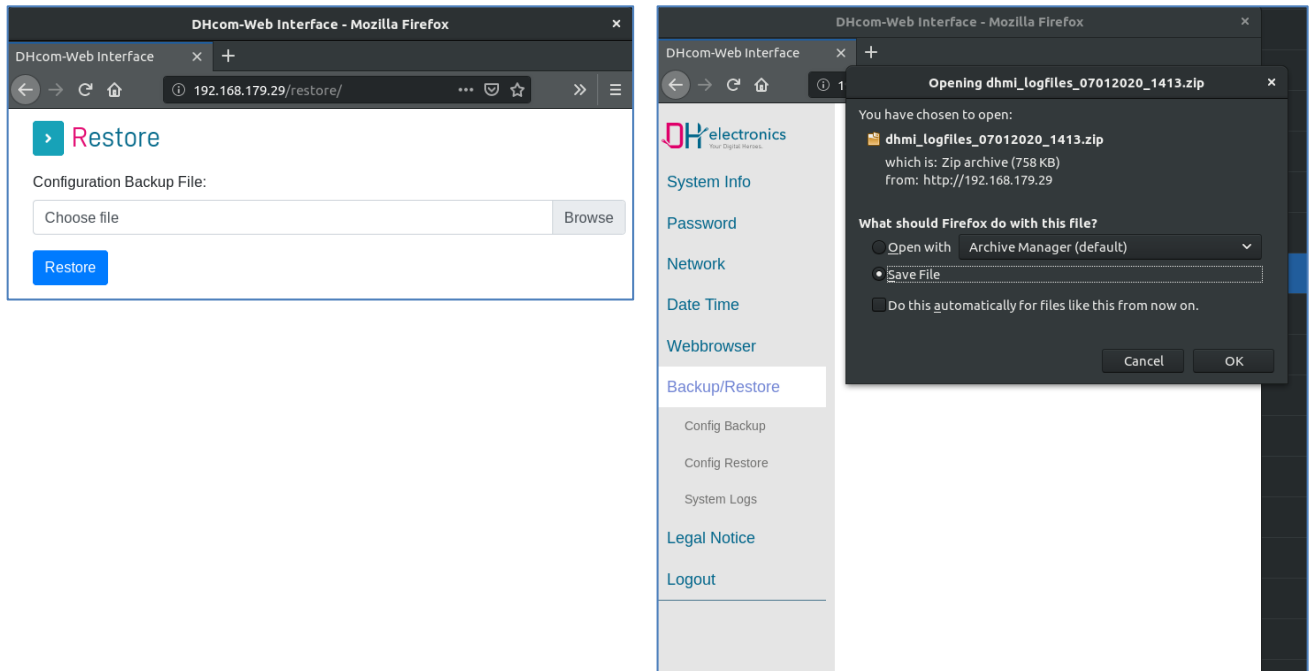 DHcom-Web Interface - Mozilla Firefox
DHcom-Web Interface
192.168.179.29/restore/
Restore
Configuration Backup File:
Choose file
Browse
Restore
DHcom-Web Interface - Mozilla Firefox
DHcom-Web Interface
1
DH electronics
Your Digital Heroes.
System Info
Password
Network
Date Time
Webbrowser
Backup/Restore
Config Backup
Config Restore
System Logs
Legal Notice
Logout
Opening dhmi_logfiles_07012020_1413.zip
You have chosen to open:
dhmi_logfiles_07012020_1413.zip
which is: Zip archive (758 KB)
from: http://192.168.179.29
What should Firefox do with this file?
Open with Archive Manager (default)
Save File
Do this automatically for files like this from now on.
Cancel OK